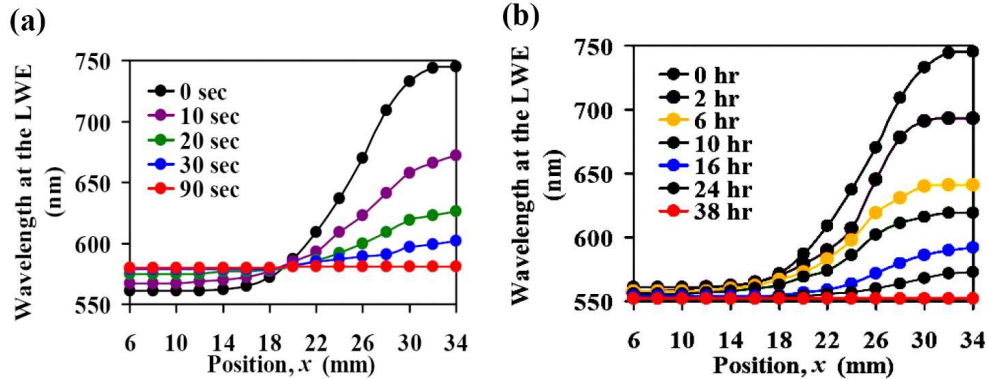 (a)
Wavelength at the LWE
(nm)
750
700
650
600
550
0 sec
10 sec
20 sec
30 sec
90 sec
6 10 14 18 22 26 30 34
Position, x (mm)
(b)
Wavelength at the LWE
(nm)
750
700
650
600
550
0 hr
2 hr
6 hr
10 hr
16 hr
24 hr
38 hr
6 10 14 18 22 26 30 34
Position, x (mm)